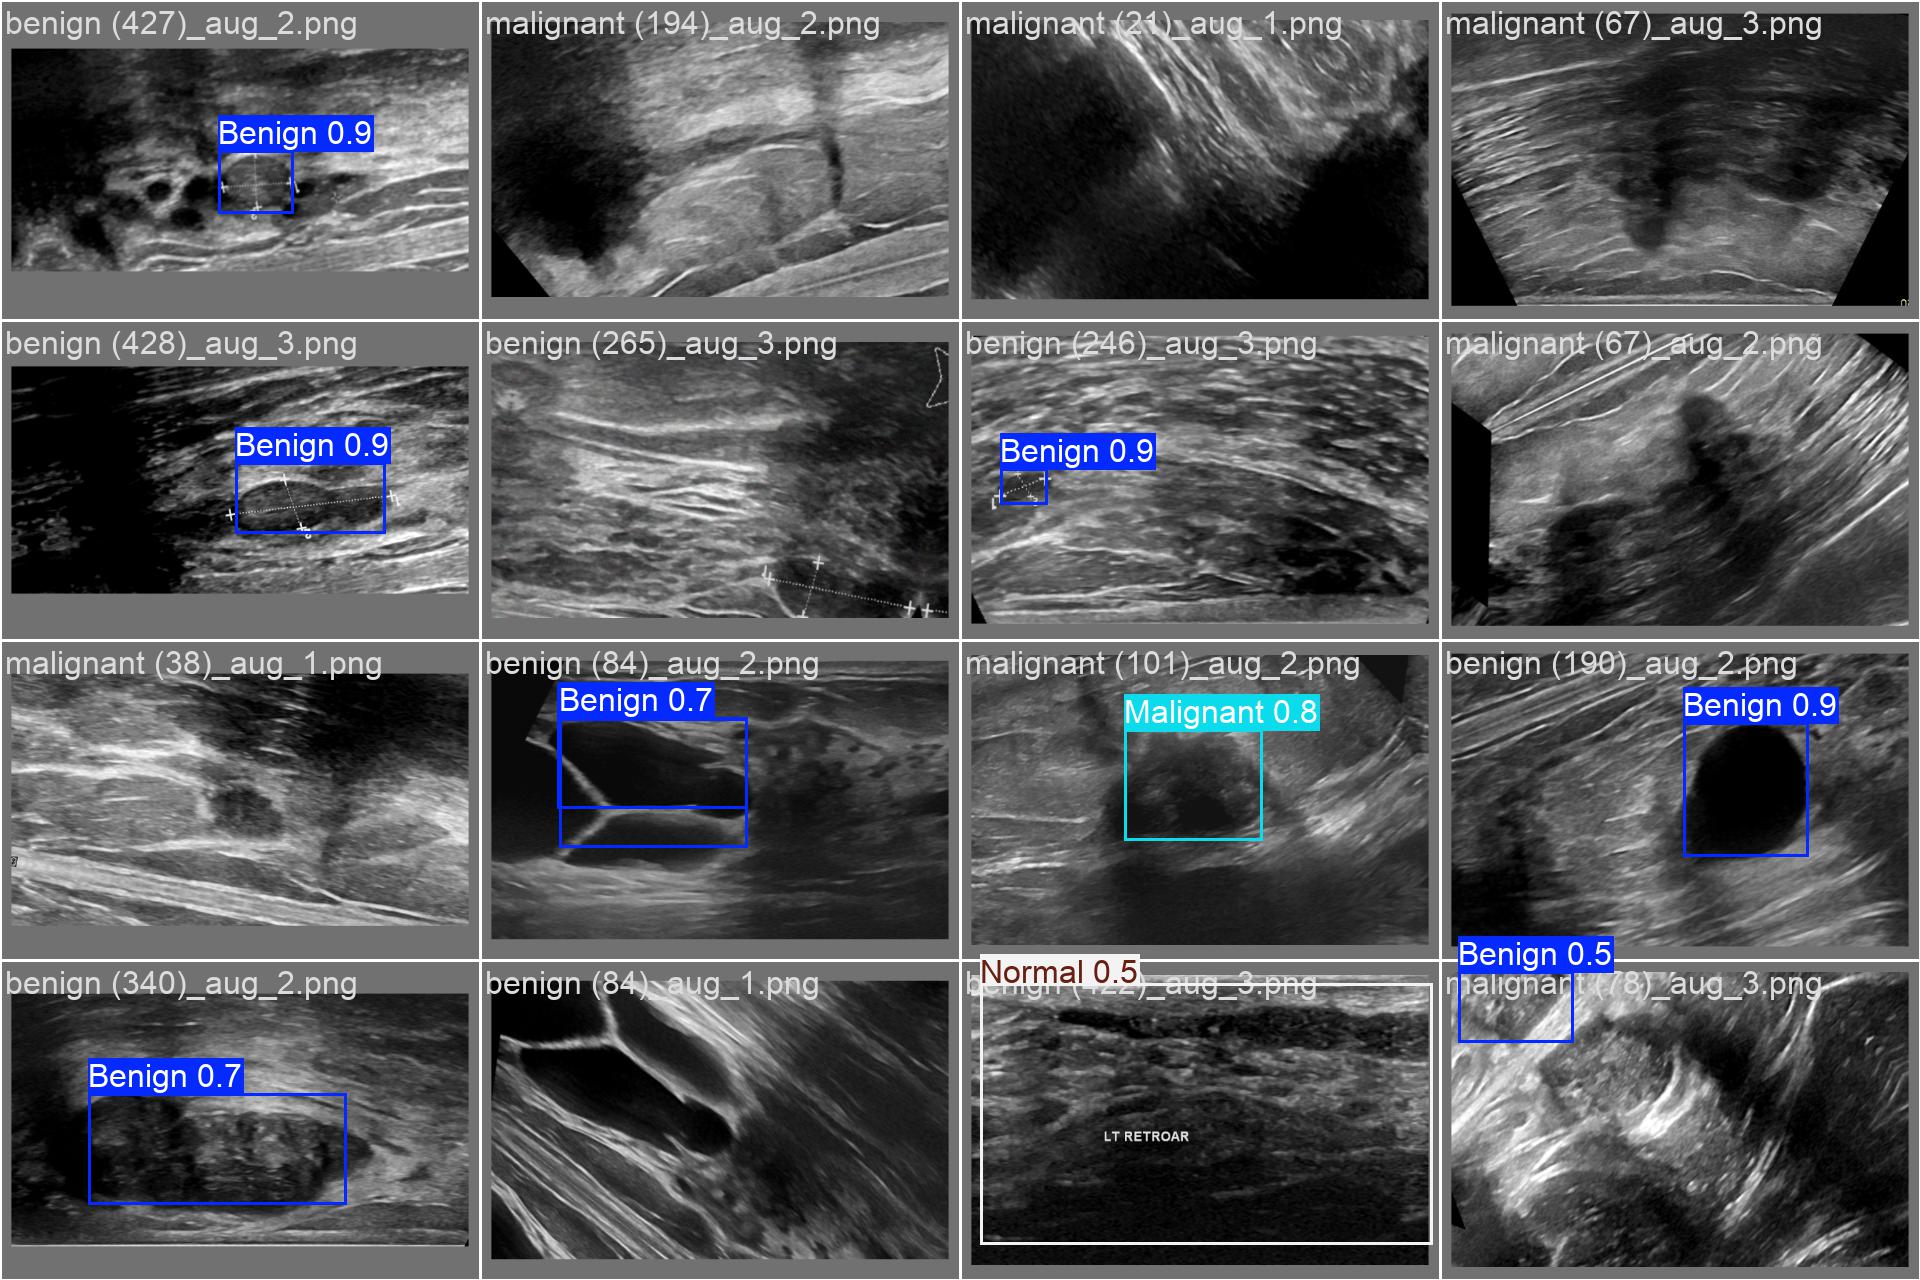 benign (427)_aug_2.png
Benign 0.9
malignant (194)_aug_2.png
malignant (21)_aug_1.png
malignant (67)_aug_3.png
benign (428)_aug_3.png
Benign 0.9
benign (265)_aug_3.png
benign (246)_aug_3.png
Benign 0.9
malignant (67)_aug_2.png
malignant (38)_aug_1.png
benign (84)_aug_2.png
Benign 0.7
malignant (101)_aug_2.png
Malignant 0.8
benign (190)_aug_2.png
Benign 0.9
benign (340)_aug_2.png
Benign 0.7
benign (84)_aug_1.png
Normal 0.5
benign (422)_aug_3.png
LT RETROAR
Benign 0.5
malignant (78)_aug_3.png